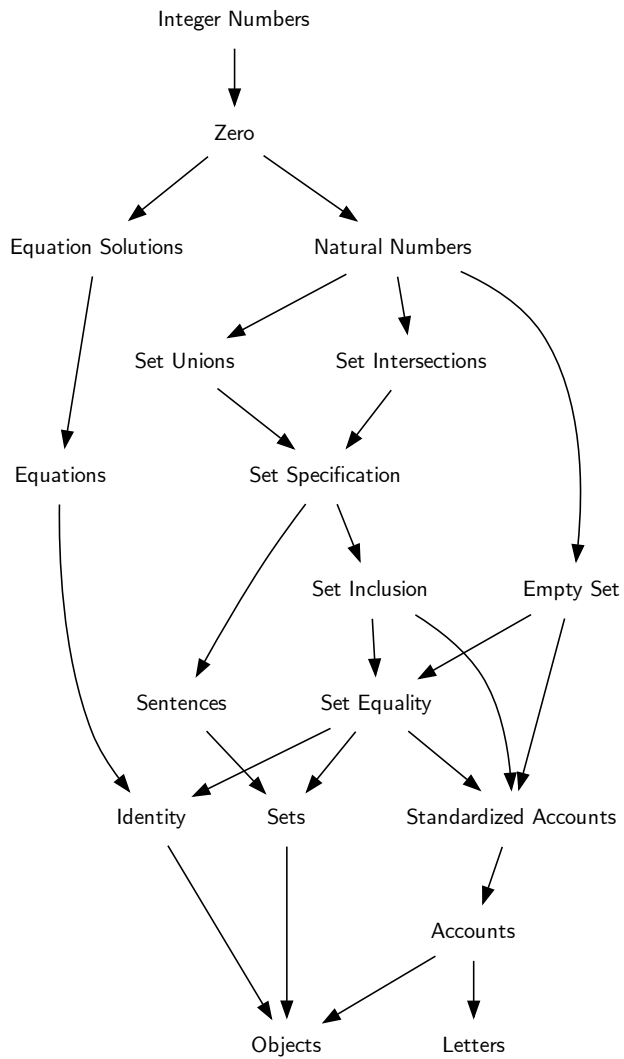 Integer Numbers
Zero
Equation Solutions
Natural Numbers
Set Unions
Set Intersections
Equations
Set Specification
Set Inclusion
Empty Set
Sentences
Set Equality
Identity
Sets
Standardized Accounts
Accounts
Objects
Letters